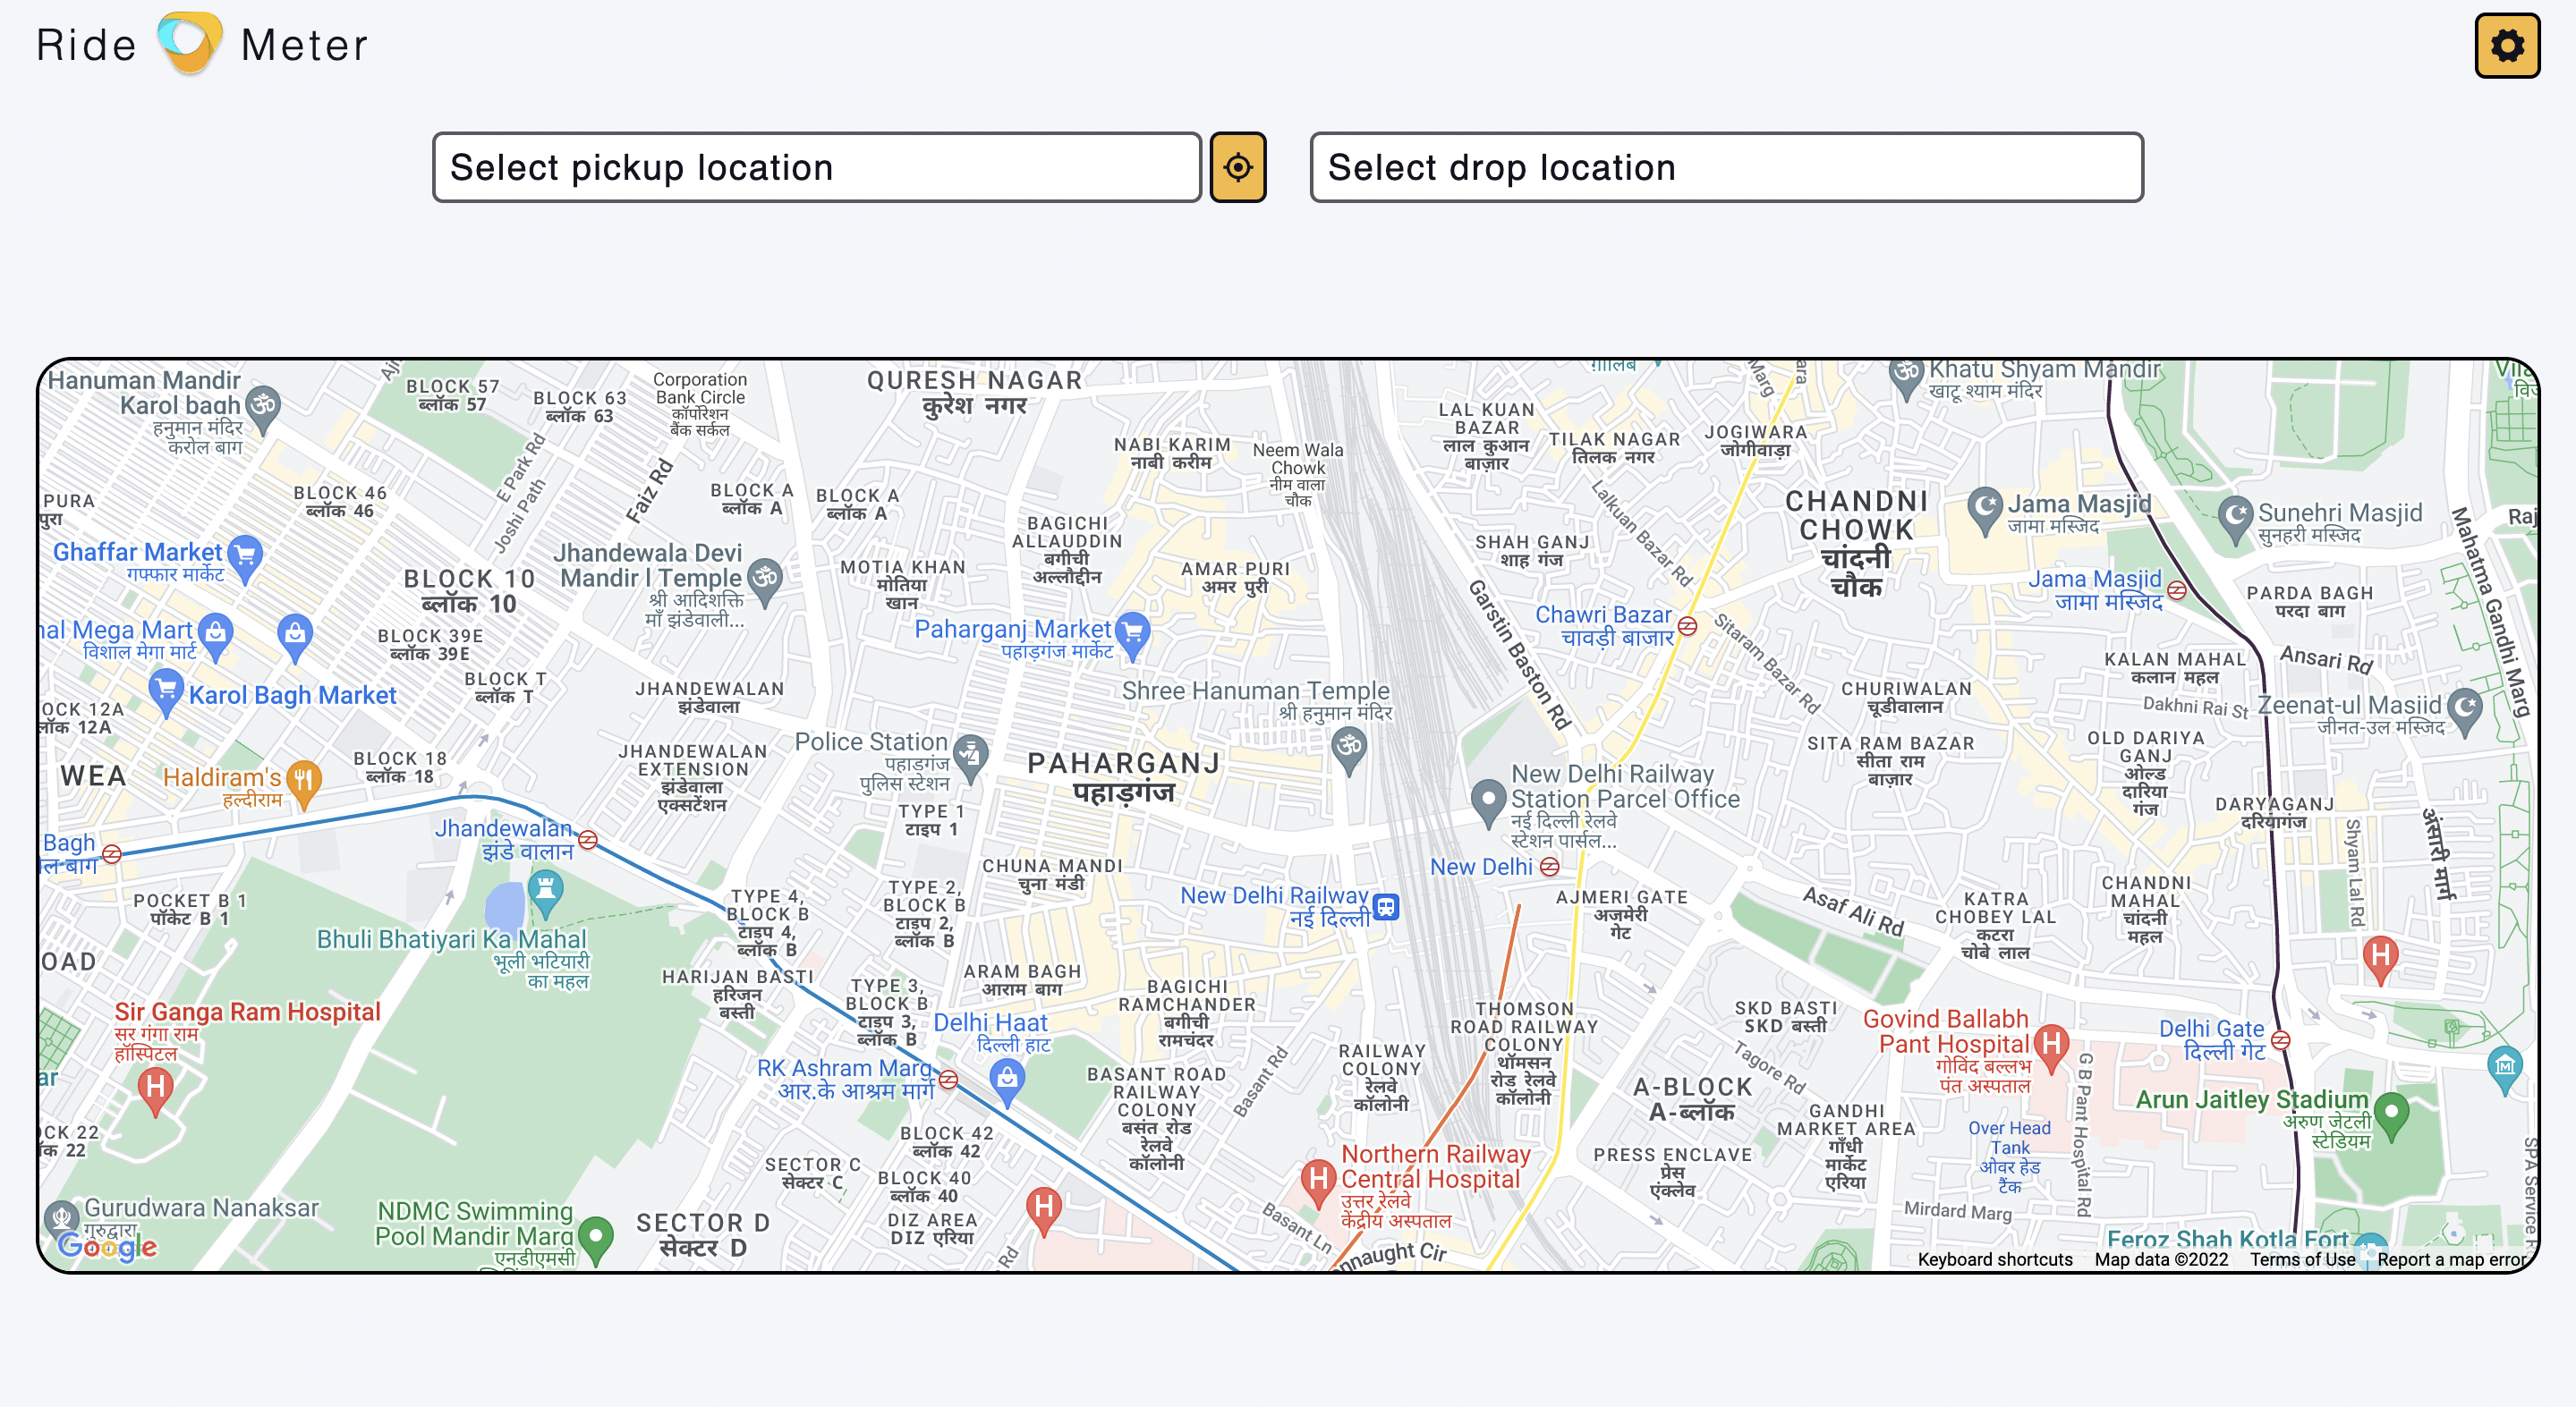 Ride Meter
Select pickup location
Select drop location
Hanuman Mandir
Karol bagh
हनुमान मंदिर
करोल बाग
BLOCK 57
ब्लॉक 57
BLOCK 63
ब्लॉक 63
Corporation
Bank Circle
कॉर्पोरेशन
बैंक सर्कल
QURESH NAGAR
कुरेश नगर
NABI KARIM
नाबी करीम
Neem Wala
Chowk
नीम वाला
चौक
LAL KUAN
BAZAR
लाल कुआन
बाज़ार
TILAK NAGAR
तिलक नगर
JOGIWARA
जोगीवाड़ा
Marg
Khatu Shyam Mandir
खाटू श्याम मंदिर
PURA
पुरा
BLOCK 46
ब्लॉक 46
E Park Rd
Joshi Path
Faiz Rd
BLOCK A
ब्लॉक A
BLOCK A
ब्लॉक A
BAGICHI
ALLAUDDIN
बगीची
अल्लौद्दीन
Lalkuan Bazar Rd
CHANDNI
CHOWK
चांदनी
चौक
Jama Masjid
जामा मस्जिद
Sunehri Masjid
सुनहरी मस्जिद
Mahatma Gandhi Marg
Raj
Ghaffar Market
गफ्फार मार्केट
BLOCK 10
ब्लॉक 10
Jhandewala Devi
Mandir l Temple
श्री आदिशक्ति
माँ झंडेवाली...
MOTIA KHAN
मोतिया
खान
AMAR PURI
अमर पुरी
SHAH GANJ
शाह गंज
Garstin Baston Rd
Chawri Bazar
चावड़ी बाजार
Sitaram Bazar Rd
Jama Masjid
जामा मस्जिद
PARDA BAGH
परदा बाग
nal Mega Mart
विशाल मेगा मार्ट
BLOCK 39E
ब्लॉक 39E
Paharganj Market
पहाड़गंज मार्केट
KALAN MAHAL
कलान महल
Ansari Rd
Karol Bagh Market
BLOCK T
ब्लॉक T
JHANDEWALAN
झंडेवाला
Shree Hanuman Temple
श्री हनुमान मंदिर
CHURIWALAN
चूडीवालान
Dakhni Rai St
Zeenat-ul Masjid
जीनत-उल मस्जिद
OCK 12A
लॉक 12A
WEA
Haldiram's
हल्दीराम
BLOCK 18
ब्लॉक 18
JHANDEWALAN
EXTENSION
झंडेवाला
एक्सटेंशन
Police Station
पहाडगंज
पुलिस स्टेशन
PAHARGANJ
पहाड़गंज
New Delhi Railway
Station Parcel Office
नई दिल्ली रेलवे
स्टेशन पार्सल...
SITA RAM BAZAR
सीता राम
बाज़ार
OLD DARIYA
GANJ
ओल्ड
दारिया
गंज
DARYAGANJ
दरियागंज
Shyam Lal Rd
अंसारी मार्ग
Bagh
ल बाग
Jhandewalan
झंडे वालान
TYPE 1
टाइप 1
CHUNA MANDI
चुना मंडी
New Delhi
New Delhi Railway
नई दिल्ली
AJMERI GATE
अजमेरी
गेट
Asaf Ali Rd
KATRA
CHOBEY LAL
कटरा
चोबे लाल
CHANDNI
MAHAL
चांदनी
महल
POCKET B 1
पॉकेट B 1
Bhuli Bhatiyari Ka Mahal
भूली भटियारी
का महल
TYPE 4,
BLOCK B
टाइप 4,
ब्लॉक B
TYPE 2,
BLOCK B
टाइप 2,
ब्लॉक B
OAD
HARIJAN BASTI
हरिजन
बस्ती
TYPE 3,
BLOCK B
टाइप 3,
ब्लॉक B
ARAM BAGH
आराम बाग
BAGICHI
RAMCHANDER
बगीची
रामचंदर
THOMSON
ROAD RAILWAY
COLONY
थॉमसन
रोड रेलवे
कॉलोनी
SKD BASTI
SKD बस्ती
Tagore Rd
Govind Ballabh
Pant Hospital
गोविंद बल्लभ
पंत अस्पताल
Delhi Gate
दिल्ली गेट
Sir Ganga Ram Hospital
सर गंगा राम
हॉस्पिटल
Delhi Haat
दिल्ली हाट
RK Ashram Marg
आर.के आश्रम मार्ग
BASANT ROAD
RAILWAY
COLONY
बसंत रोड
रेलवे
कॉलोनी
Basant Rd
RAILWAY
COLONY
रेलवे
कॉलोनी
A-BLOCK
A-ब्लॉक
GANDHI
MARKET AREA
गाँधी
मार्केट
एरिया
Over Head
Tank
ओवर हेड
टैंक
G B Pant Hospital Rd
Arun Jaitley Stadium
अरुण जेटली
स्टेडियम
ar
OCK 22
ॉक 22
BLOCK 42
ब्लॉक 42
SECTOR C
सेक्टर C
BLOCK 40
ब्लॉक 40
Northern Railway
Central Hospital
उत्तर रेलवे
केंद्रीय अस्पताल
PRESS ENCLAVE
प्रेस
एंक्लेव
Mirdard Marg
SPA Service R
Gurudwara Nanaksar
गुरुद्वारा
NDMC Swimming
Pool Mandir Marg
एनडीएमसी
SECTOR D
सेक्टर D
DIZ AREA
DIZ एरिया
Rd
Basant Ln
nnaught Cir
Feroz Shah Kotla Fort
Google
Keyboard shortcuts
Map data ©2022
Terms of Use
Report a map error